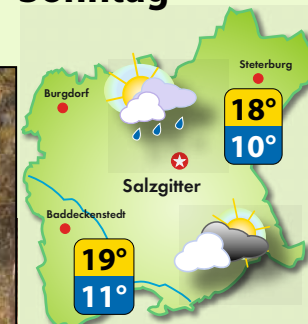 Sonntag
Steterburg
Burgdorf
18°
10°
Salzgitter
Baddeckenstedt
19°
11°